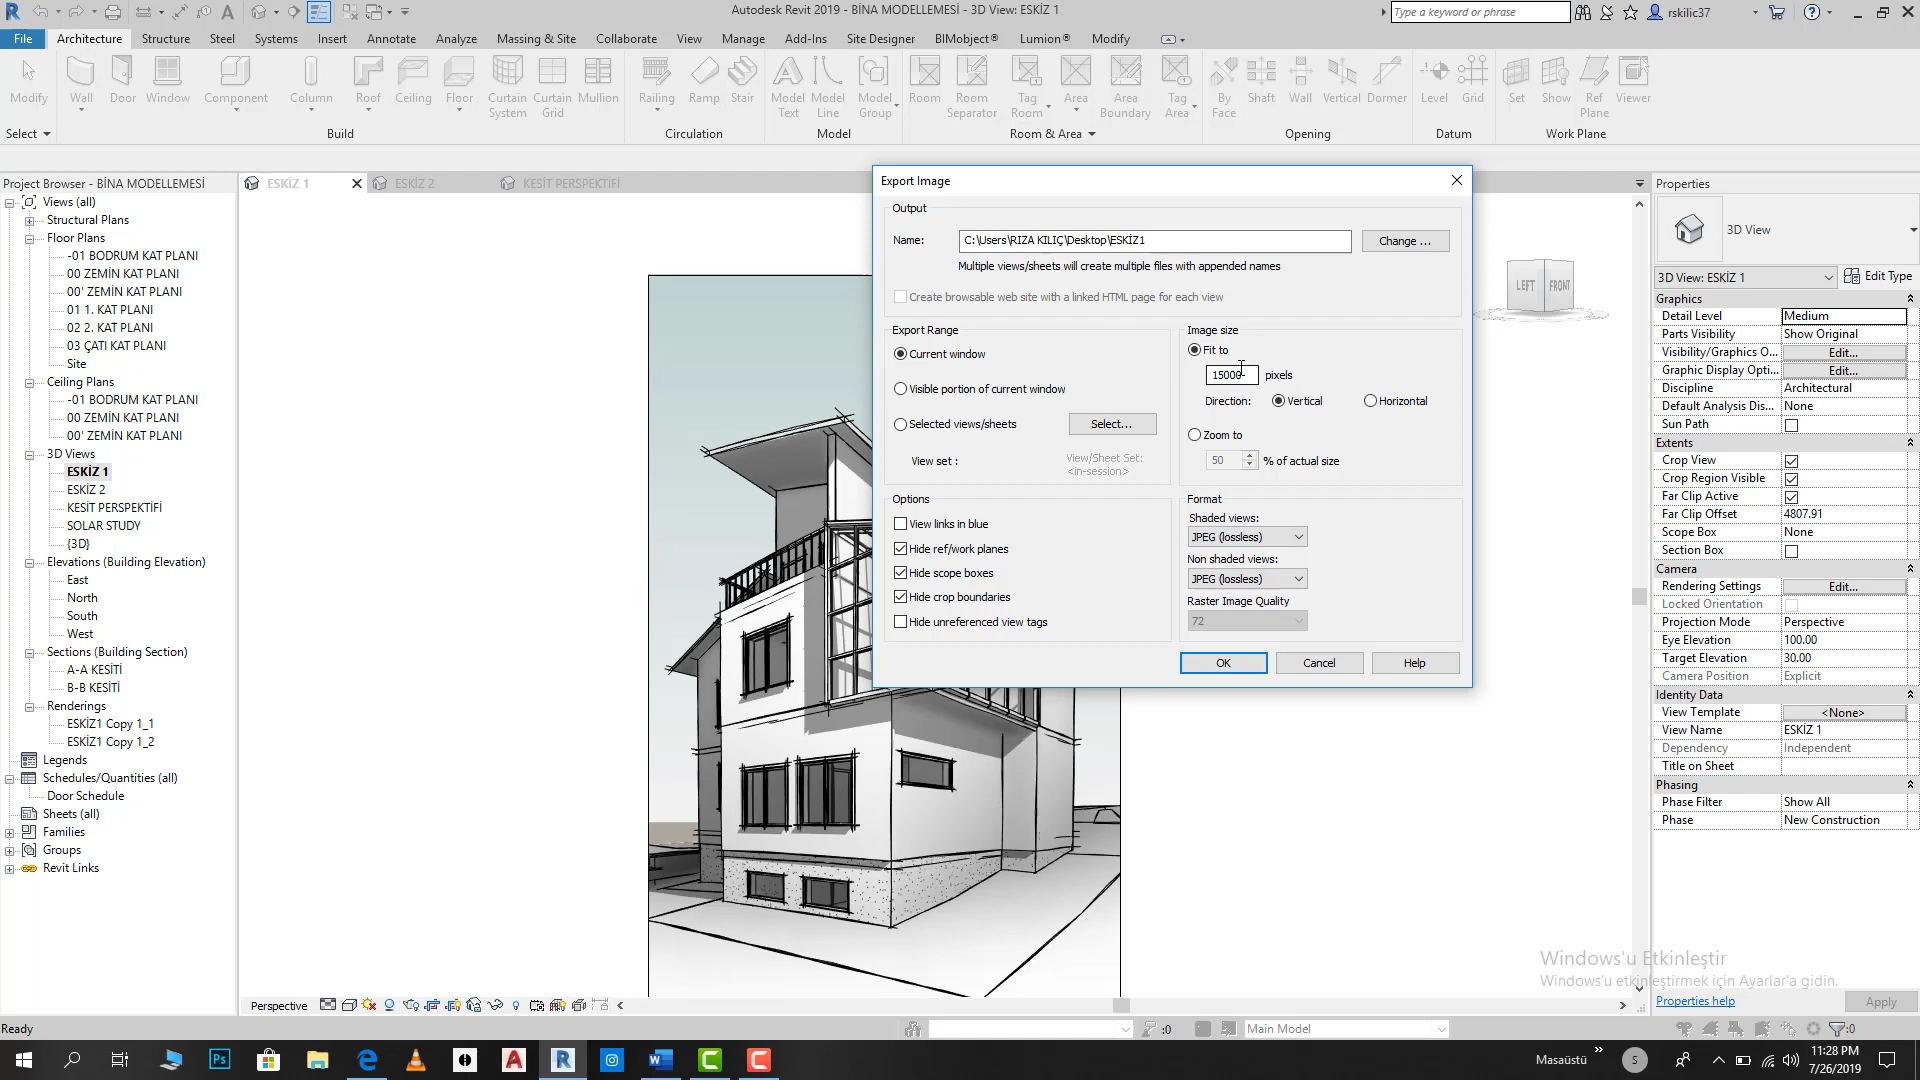 Autodesk Revit 2019 - BİNA MODELLEMESİ - 3D View: ESKİZ 1
Type a keyword or phrase
rskilic37
File
Architecture
Structure
Steel
Systems
Insert
Annotate
Analyze
Massing & Site
Collaborate
View
Manage
Add-Ins
Site Designer
BIMobject®
Lumion®
Modify
Modify
Wall
Door
Window
Component
Column
Roof
Ceiling
Floor
Curtain System
Curtain Grid
Mullion
Railing
Ramp
Stair
Model Text
Model Line
Model Group
Room
Room Separator
Tag Room
Area
Area Boundary
Tag Area
By Face
Shaft
Wall
Vertical
Dormer
Level
Grid
Set
Show
Ref Plane
Viewer
Select
Build
Circulation
Model
Room & Area
Opening
Datum
Work Plane
Project Browser - BİNA MODELLEMESİ
Views (all)
Structural Plans
Floor Plans
-01 BODRUM KAT PLANI
00 ZEMİN KAT PLANI
00' ZEMİN KAT PLANI
01 1. KAT PLANI
02 2. KAT PLANI
03 ÇATI KAT PLANI
Site
Ceiling Plans
-01 BODRUM KAT PLANI
00 ZEMİN KAT PLANI
00' ZEMİN KAT PLANI
3D Views
ESKİZ 1
ESKİZ 2
KESİT PERSPEKTİFİ
SOLAR STUDY
{3D}
Elevations (Building Elevation)
East
North
South
West
Sections (Building Section)
A-A KESİTİ
B-B KESİTİ
Renderings
ESKİZ1 Copy 1_1
ESKİZ1 Copy 1_2
Legends
Schedules/Quantities (all)
Door Schedule
Sheets (all)
Families
Groups
Revit Links
ESKİZ 1
ESKİZ 2
KESİT PERSPEKTİFİ
Export Image
Output
Name:
C:\Users\RIZA KILIÇ\Desktop\ESKİZ1
Change ...
Multiple views/sheets will create multiple files with appended names
Create browsable web site with a linked HTML page for each view
Export Range
Current window
Visible portion of current window
Selected views/sheets
Select...
View set :
View/Sheet Set:
<in-session>
Image size
Fit to
15000
pixels
Direction:
Vertical
Horizontal
Zoom to
50
% of actual size
Options
View links in blue
Hide ref/work planes
Hide scope boxes
Hide crop boundaries
Hide unreferenced view tags
Format
Shaded views:
JPEG (lossless)
Non shaded views:
JPEG (lossless)
Raster Image Quality
72
OK
Cancel
Help
LEFT
FRONT
Properties
3D View
3D View: ESKİZ 1
Edit Type
Graphics
Detail Level Medium
Parts Visibility Show Original
Visibility/Graphics O... Edit...
Graphic Display Opti... Edit...
Discipline Architectural
Default Analysis Dis... None
Sun Path
Extents
Crop View
Crop Region Visible
Far Clip Active
Far Clip Offset 4807.91
Scope Box None
Section Box
Camera
Rendering Settings Edit...
Locked Orientation
Projection Mode Perspective
Eye Elevation 100.00
Target Elevation 30.00
Camera Position Explicit
Identity Data
View Template <None>
View Name ESKİZ 1
Dependency Independent
Title on Sheet
Phasing
Phase Filter Show All
Phase New Construction
Windows'u Etkinleştir
Windows'u etkinleştirmek için Ayarlar'a gidin.
Properties help
Apply
Perspective
Ready
:0
Main Model
:0
Masaüstü
S
11:28 PM
7/26/2019